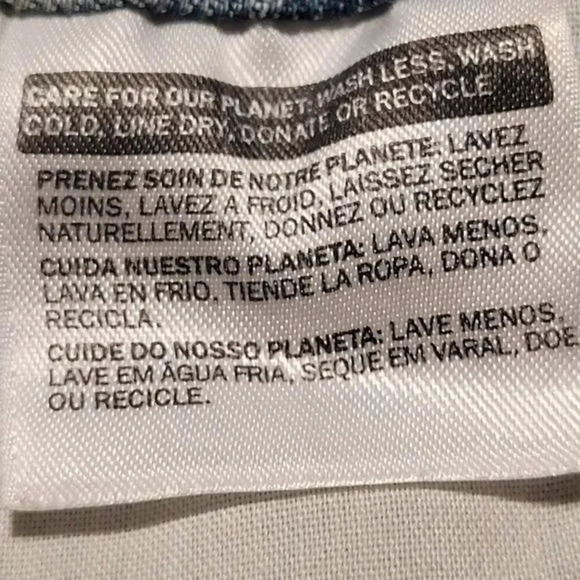 CARE FOR OUR PLANET: WASH LESS, WASH
COLD, LINE DRY, DONATE OR RECYCLE
PRENEZ SOIN DE NOTRE PLANETE: LAVEZ
MOINS, LAVEZ A FROID, LAISSEZ SECHER
NATURELLEMENT, DONNEZ OU RECYCLEZ
CUIDA NUESTRO PLANETA: LAVA MENOS,
LAVA EN FRIO, TIENDE LA ROPA, DONA O
RECICLA.
CUIDE DO NOSSO PLANETA: LAVE MENOS,
LAVE EM ÁGUA FRIA, SEQUE EM VARAL, DOE
OU RECICLE.